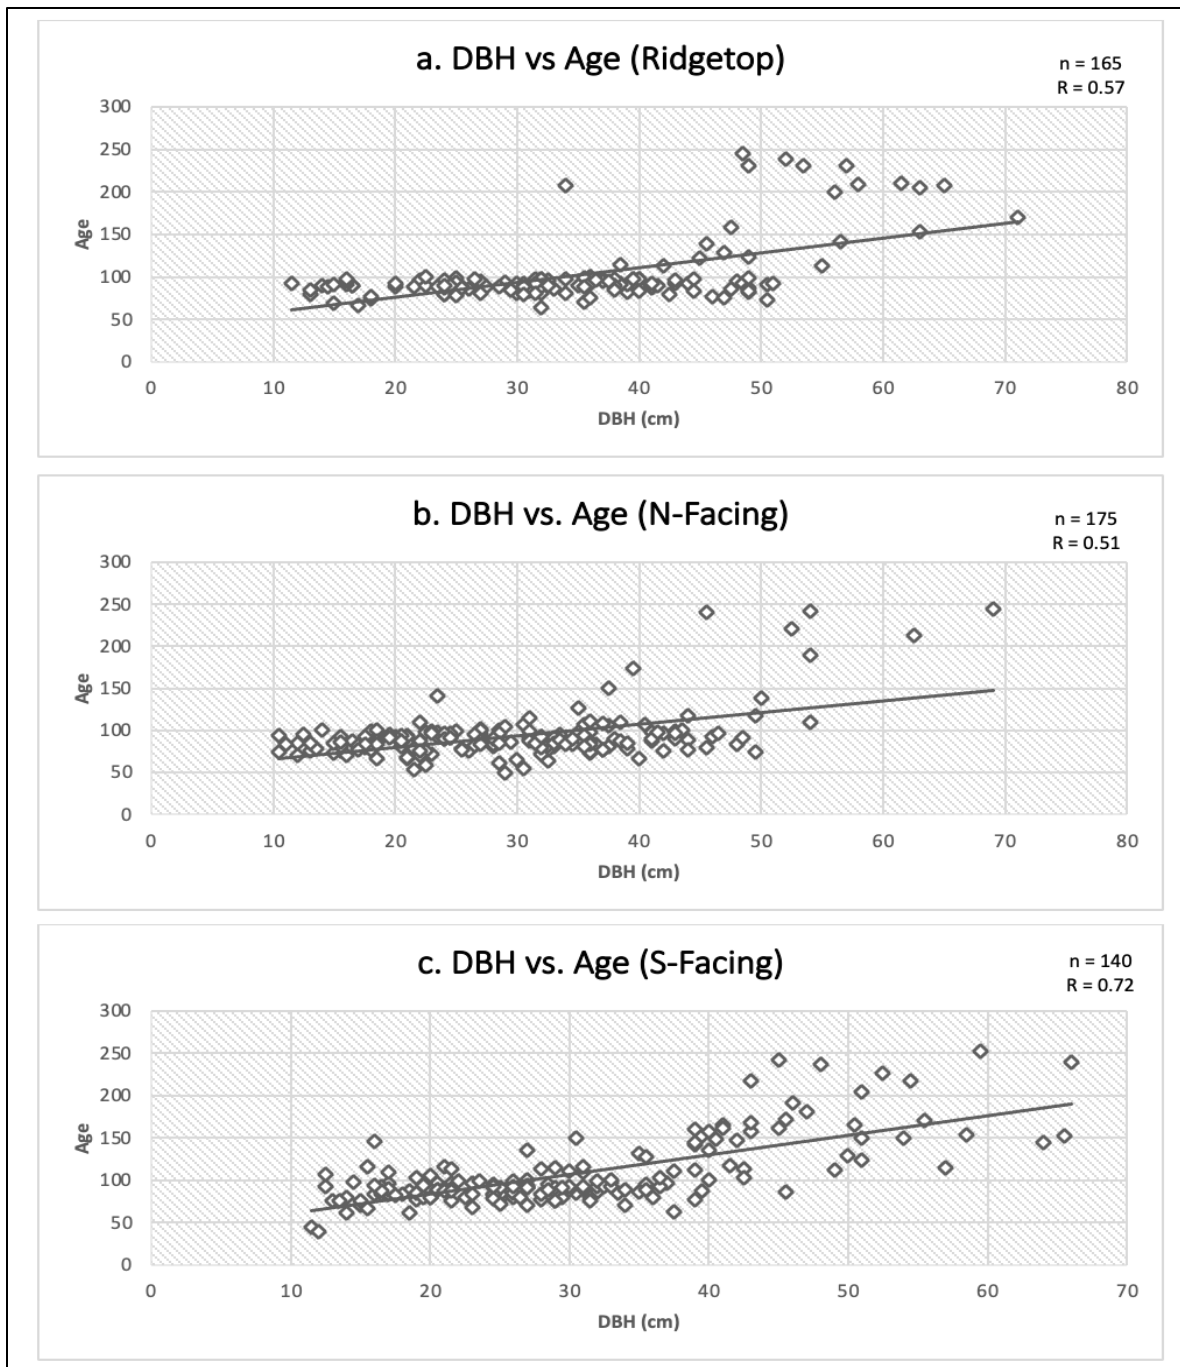 a. DBH vs Age (Ridgetop)
n = 165
R = 0.57
300
250
200
150
100
50
0
Age
0 10 20 30 40 50 60 70 80
DBH (cm)
b. DBH vs. Age (N-Facing)
n = 175
R = 0.51
300
250
200
150
100
50
0
Age
0 10 20 30 40 50 60 70 80
DBH (cm)
c. DBH vs. Age (S-Facing)
n = 140
R = 0.72
300
250
200
150
100
50
0
Age
0 10 20 30 40 50 60 70
DBH (cm)